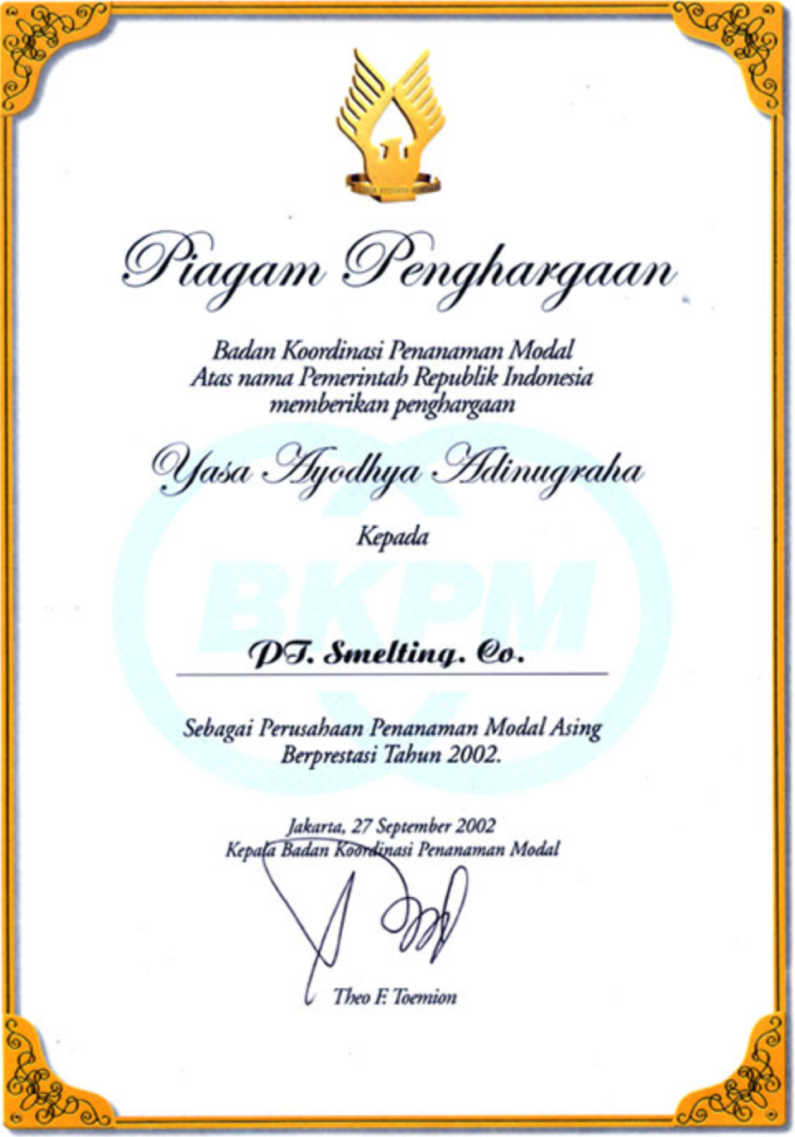 Piagam Penghargaan
Badan Koordinasi Penanaman Modal
Atas nama Pemerintah Republik Indonesia
memberikan penghargaan
Yasa Ayodhya Adinugraha
Kepada
BKPM
PT. Smelting. Co.
Sebagai Perusahaan Penanaman Modal Asing
Berprestasi Tahun 2002.
Jakarta, 27 September 2002
Kepala Badan Koordinasi Penanaman Modal
Theo F. Toemion